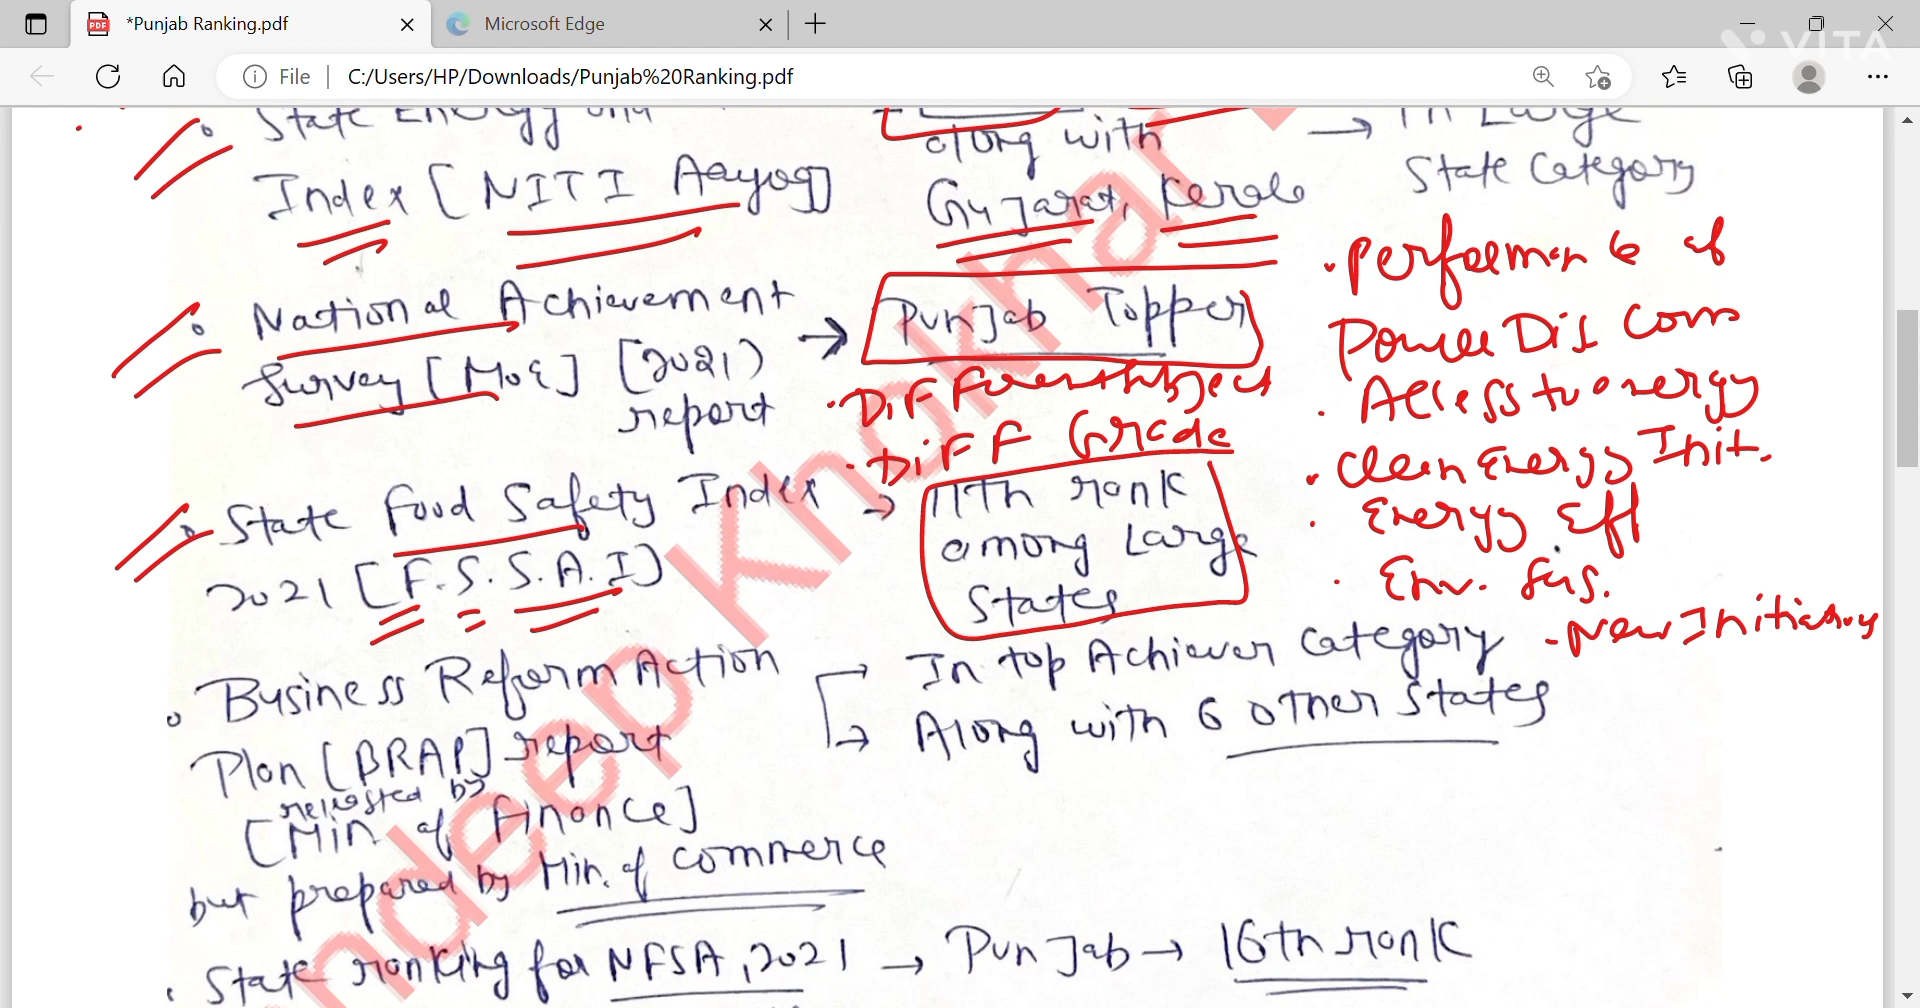 *Punjab Ranking.pdf
Microsoft Edge
VITA
File
C:/Users/HP/Downloads/Punjab%20Ranking.pdf
State Energy and
Index [NITI Aayog]
along with
Gujarat, Kerala
→ In Large
State Category
• National Achievement
Survey [MoE] [2021)
report
→ Punjab Topper
• Diff
• Diff Grade
• State Food Safety Index
2021 [F.S.S.A.I)
→ 11th rank
among Large
States
• of
Power Dis Com
• Access to energy
• Clean Energy Init.
• Energy Eff
• Env. Sus.
- New
• Business Reform Action
Plan [BRAP] report
released by
[Min. of Finance]
but prepared by Min. of commerce
→ In top Achiever category
→ Along with 6 other states
• State ranking for NFSA, 2021 → Punjab → 16th rank
ndeep Khokhar